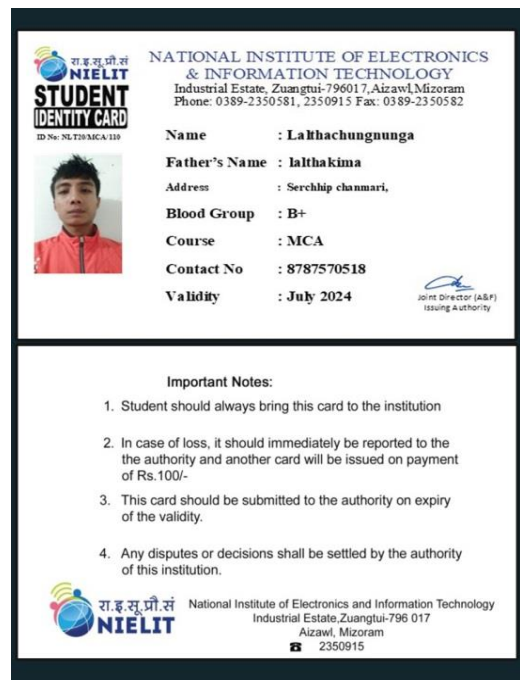 रा.इ.सू.प्रौ.सं
NIELIT
STUDENT
IDENTITY CARD
ID No: NLT20/MCA/110
NATIONAL INSTITUTE OF ELECTRONICS
& INFORMATION TECHNOLOGY
Industrial Estate, Zuangtui-796017,Aizawl,Mizoram
Phone: 0389-2350581, 2350915 Fax: 0389-2350582
Name : Lalthachungnunga
Father's Name : lalthakima
Address : Serchhip chanmari,
Blood Group : B+
Course : MCA
Contact No : 8787570518
Validity : July 2024
Joint Director (A&F)
Issuing Authority
Important Notes:
1. Student should always bring this card to the institution
2. In case of loss, it should immediately be reported to the
the authority and another card will be issued on payment
of Rs.100/-
3. This card should be submitted to the authority on expiry
of the validity.
4. Any disputes or decisions shall be settled by the authority
of this institution.
रा.इ.सू.प्रौ.सं
NIELIT
National Institute of Electronics and Information Technology
Industrial Estate,Zuangtui-796 017
Aizawl, Mizoram
☎ 2350915